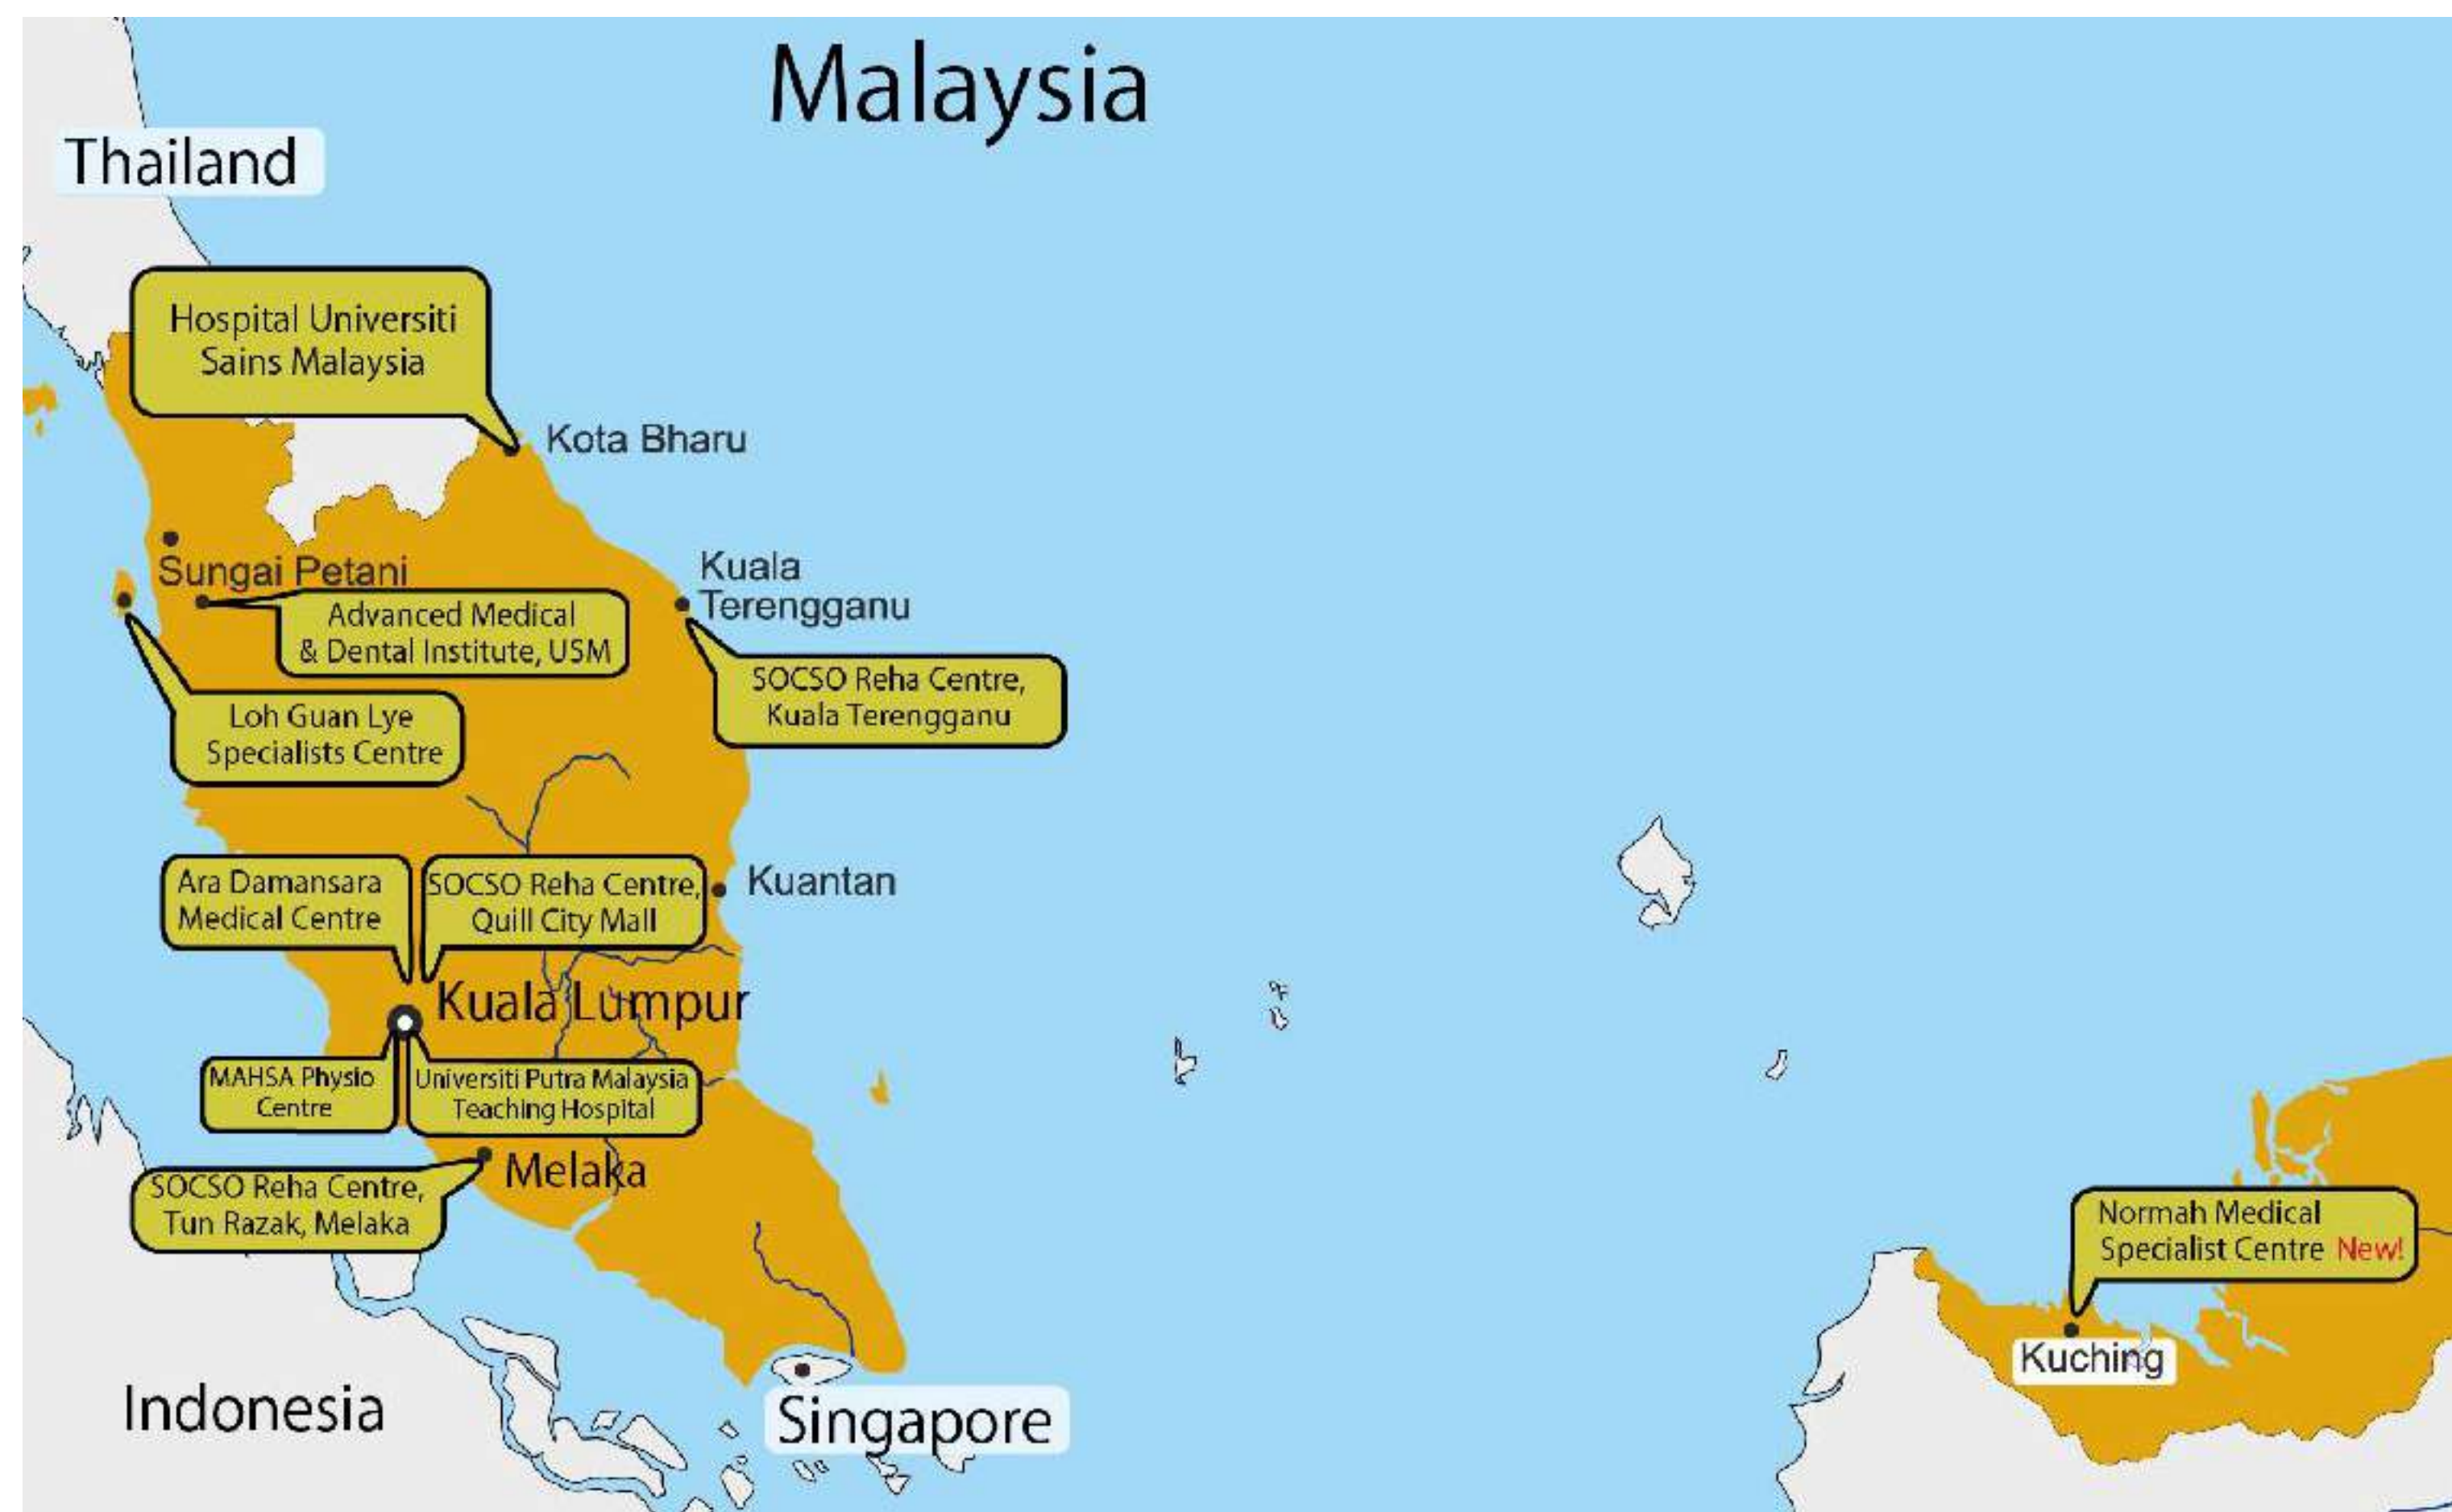 Malaysia
Thailand
Hospital Universiti
Sains Malaysia
Kota Bharu
Sungai Petani
Kuala
Terengganu
Advanced Medical
& Dental Institute, USM
SOCSO Reha Centre,
Kuala Terengganu
Loh Guan Lye
Specialists Centre
Ara Damansara
Medical Centre
SOCSO Reha Centre,
Quill City Mall
Kuantan
Kuala Lumpur
MAHSA Physio
Centre
Universiti Putra Malaysia
Teaching Hospital
Melaka
SOCSO Reha Centre,
Tun Razak, Melaka
Normah Medical
Specialist Centre New!
Kuching
Indonesia
Singapore